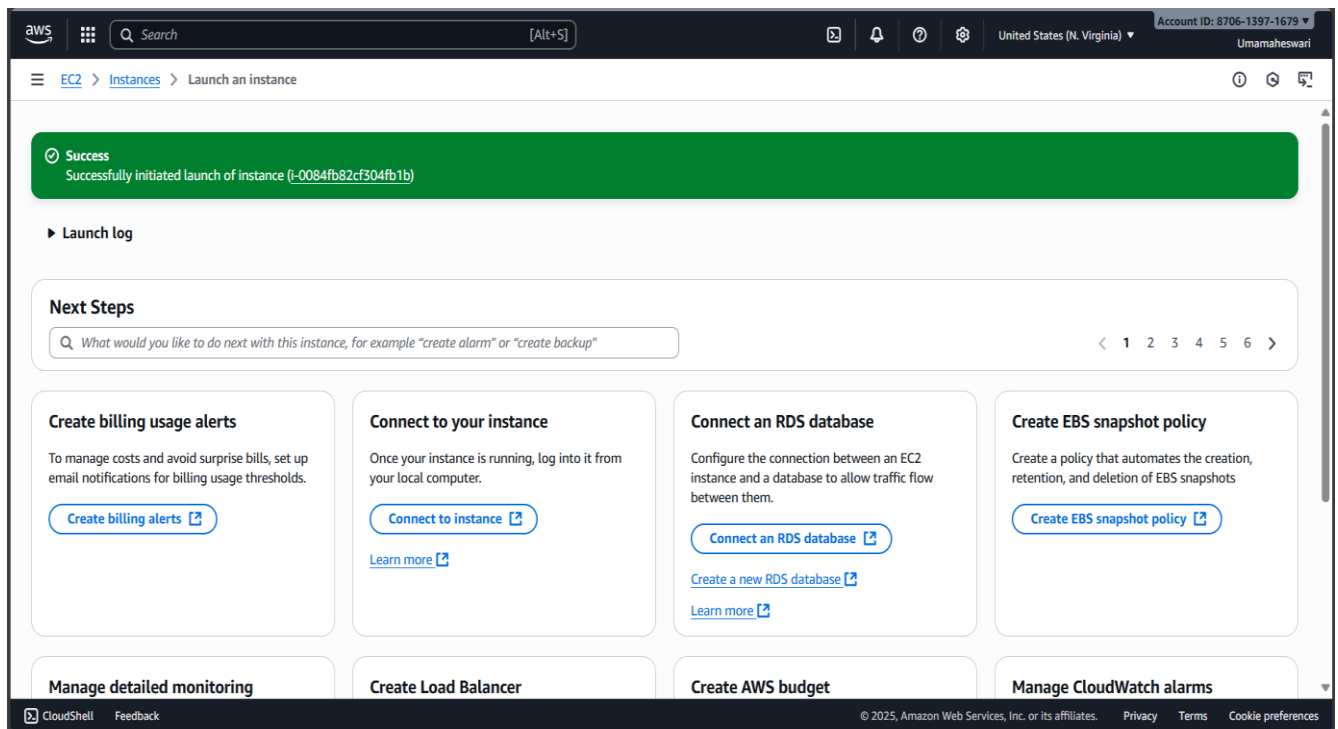 aws
Search [Alt+S]
United States (N. Virginia) ▼
Account ID: 8706-1397-1679 ▼
Umamaheswari
EC2 > Instances > Launch an instance
Success
Successfully initiated launch of instance (i-0084fb82cf304fb1b)
Launch log
Next Steps
What would you like to do next with this instance, for example “create alarm” or “create backup”
1 2 3 4 5 6
Create billing usage alerts
To manage costs and avoid surprise bills, set up
email notifications for billing usage thresholds.
Create billing alerts
Connect to your instance
Once your instance is running, log into it from
your local computer.
Connect to instance
Learn more
Connect an RDS database
Configure the connection between an EC2
instance and a database to allow traffic flow
between them.
Connect an RDS database
Create a new RDS database
Learn more
Create EBS snapshot policy
Create a policy that automates the creation,
retention, and deletion of EBS snapshots
Create EBS snapshot policy
Manage detailed monitoring
Create Load Balancer
Create AWS budget
Manage CloudWatch alarms
CloudShell Feedback
© 2025, Amazon Web Services, Inc. or its affiliates. Privacy Terms Cookie preferences